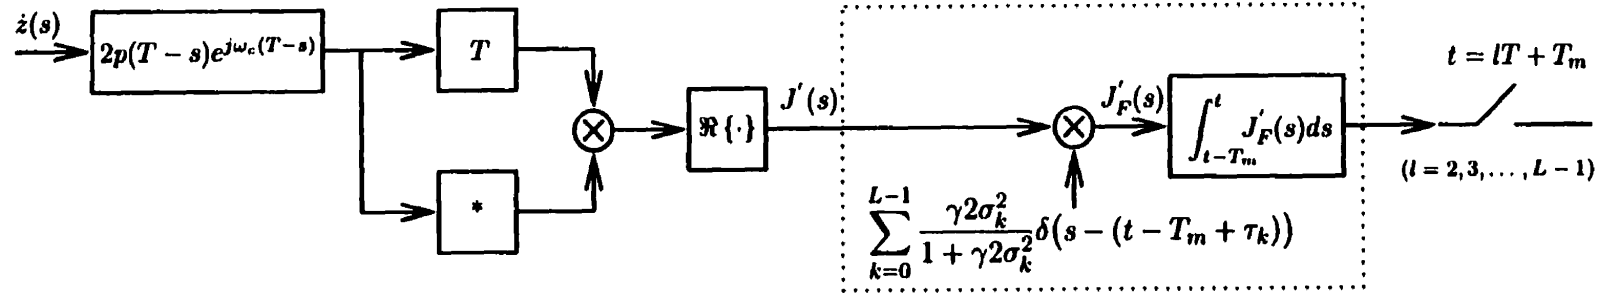 ż(s)
2p(T − s)e^{jω_c(T−s)}
T
*
⊗
ℜ{·}
J′(s)
⊗
J′_F(s)
∫_{t−T_m}^{t} J′_F(s)ds
t = lT + T_m
(l = 2, 3, . . . , L − 1)
∑_{k=0}^{L−1} \frac{γ2σ_k^2}{1 + γ2σ_k^2} δ(s − (t − T_m + τ_k))